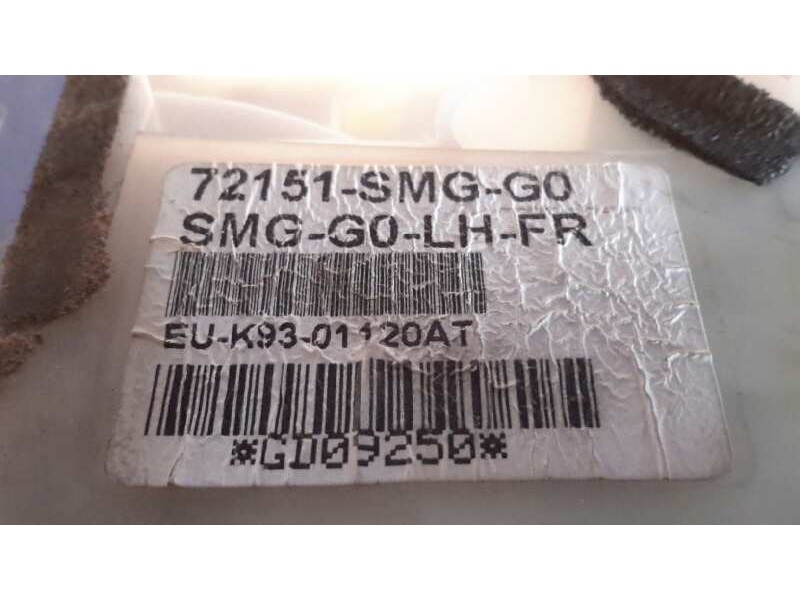 72151-SMG-G0
SMG-G0-LH-FR
EU-K93-01120AT
*GD09250*